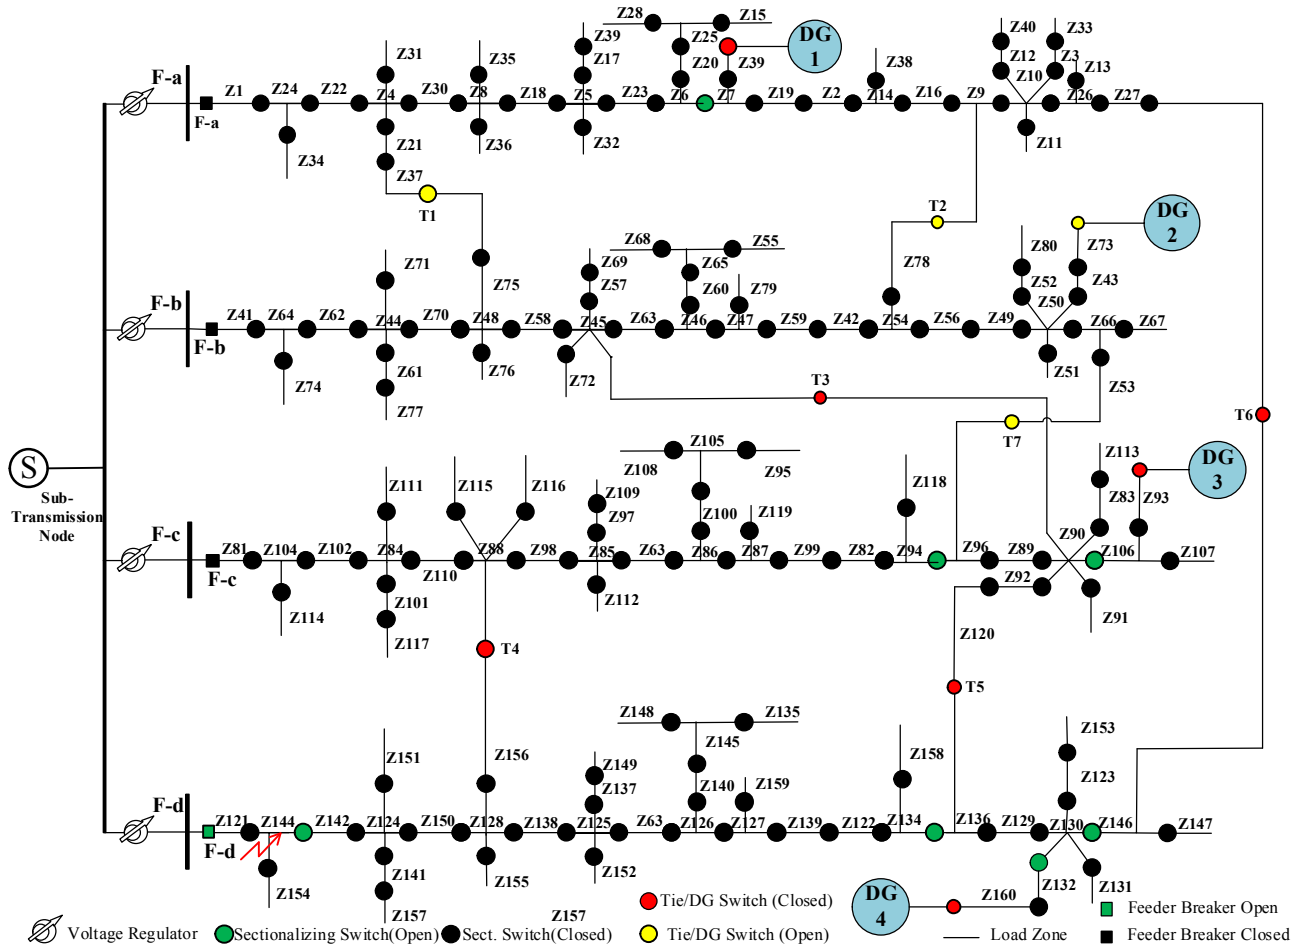 Z28 Z15
DG
1
Z40 Z33
Z31 Z35 Z39 Z25
Z17 Z20 Z39 Z38 Z12 Z10 Z3 Z13
F-a
Z1 Z24 Z22 Z4 Z30 Z8 Z18 Z5 Z23 Z6 Z7 Z19 Z2 Z14 Z16 Z9 Z26 Z27
F-a
Z34 Z21 Z36 Z32 Z11
Z37
T1 T2
DG
2
Z68 Z55 Z80 Z73
Z71 Z75 Z69 Z65 Z78
Z57 Z60 Z79 Z52 Z50 Z43
F-b
Z41 Z64 Z62 Z44 Z70 Z48 Z58 Z45 Z63 Z46 Z47 Z59 Z42 Z54 Z56 Z49 Z66 Z67
F-b
Z74 Z61 Z76 Z72 Z51 Z53
Z77
T3
T6
T7
Z105
Z108 Z95
Z113
DG
3
Z111 Z115 Z116 Z109 Z118 Z83 Z93
Z97 Z100 Z119
S
Sub-
Transmission
Node
F-c
Z81 Z104 Z102 Z84 Z88 Z98 Z85 Z63 Z86 Z87 Z99 Z82 Z94 Z96 Z89 Z90 Z106 Z107
F-c
Z110 Z92
Z114 Z101 Z112 Z91
Z117 Z120
T4
T5
Z148 Z135
Z151 Z156 Z149 Z145 Z158 Z153
Z137 Z140 Z159 Z123
F-d
Z121 Z144 Z142 Z124 Z150 Z128 Z138 Z125 Z63 Z126 Z127 Z139 Z122 Z134 Z136 Z129 Z130 Z146 Z147
F-d
Z154 Z141 Z155 Z152 Z132 Z131
Z157
DG
4
Z160
Tie/DG Switch (Closed)
Feeder Breaker Open
Voltage Regulator Sectionalizing Switch(Open) Sect. Switch(Closed) Z157 Tie/DG Switch (Open) Load Zone Feeder Breaker Closed